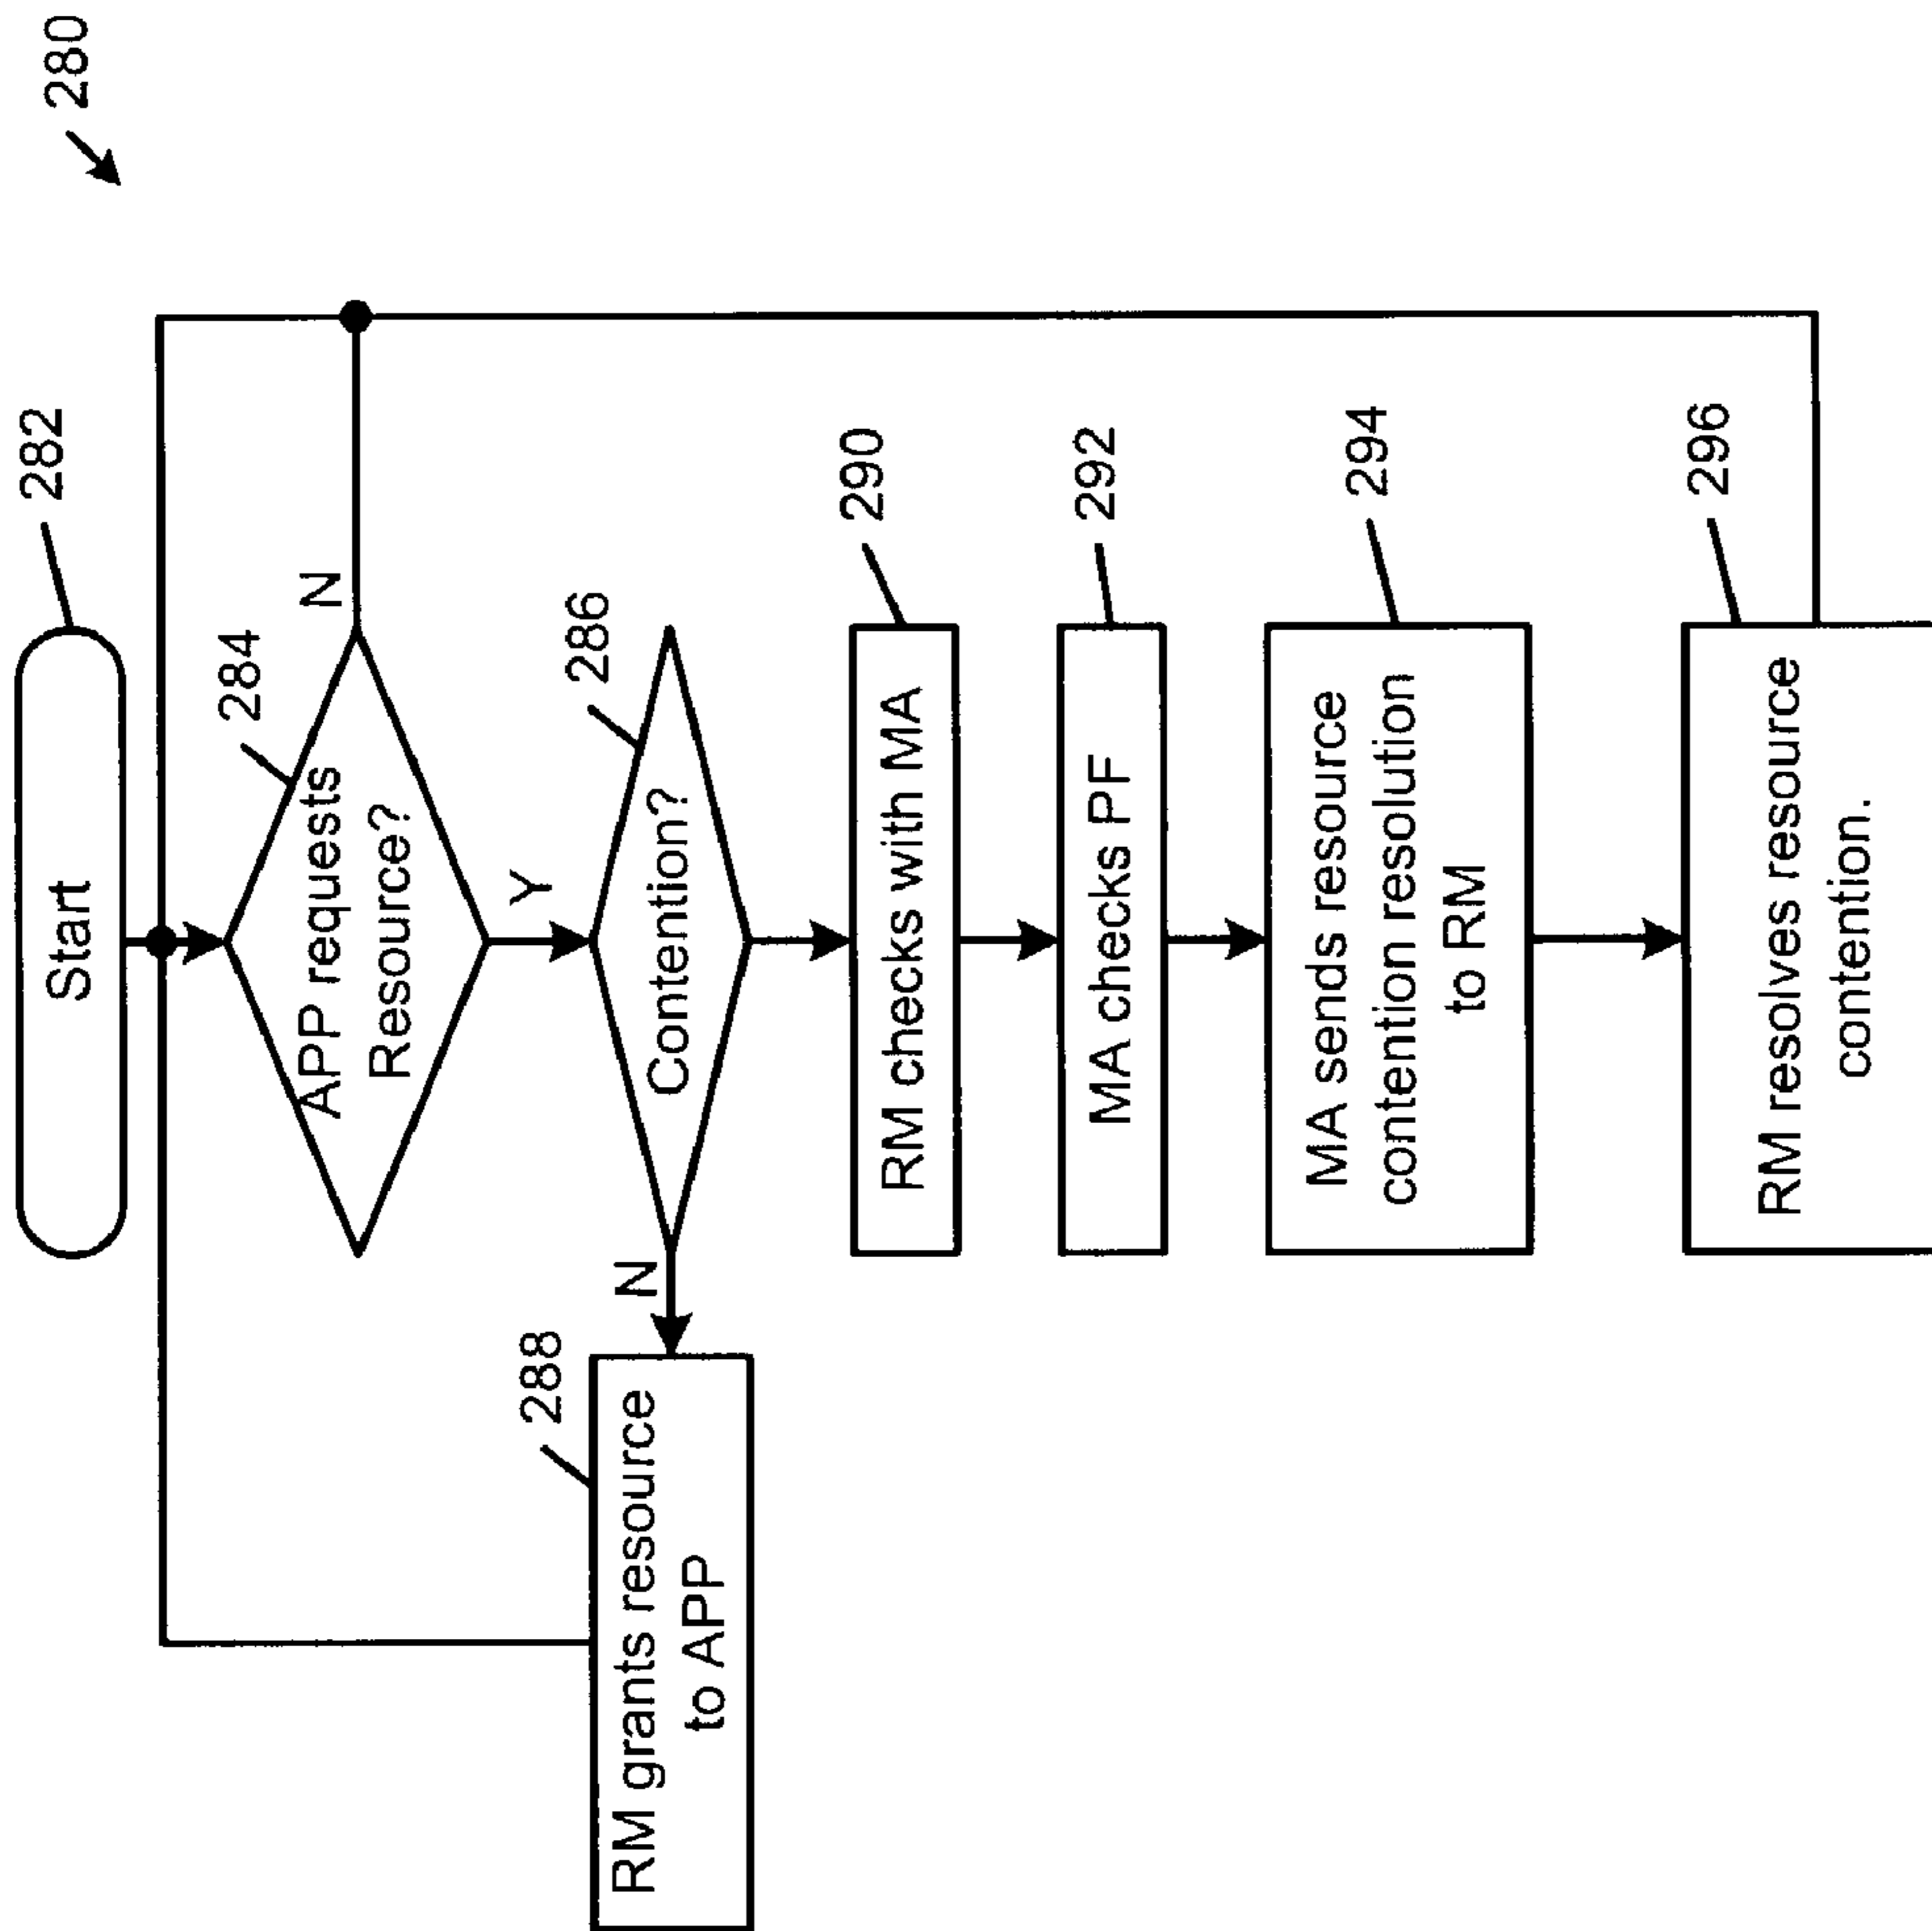 280
Start
282
284
APP requests
Resource?
N
Y
286
Contention?
N
288
RM grants resource
to APP
290
RM checks with MA
292
MA checks PF
294
MA sends resource
contention resolution
to RM
296
RM resolves resource
contention.